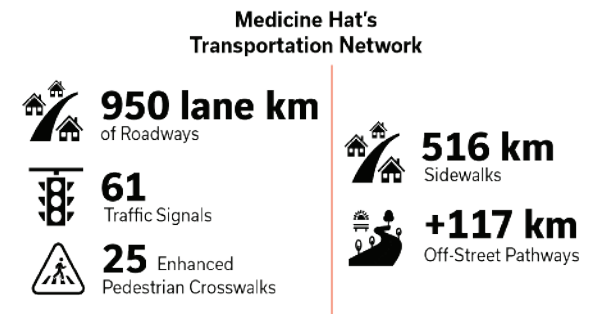 Medicine Hat's
Transportation Network
950 lane km
of Roadways
61
Traffic Signals
25 Enhanced
Pedestrian Crosswalks
516 km
Sidewalks
+117 km
Off-Street Pathways